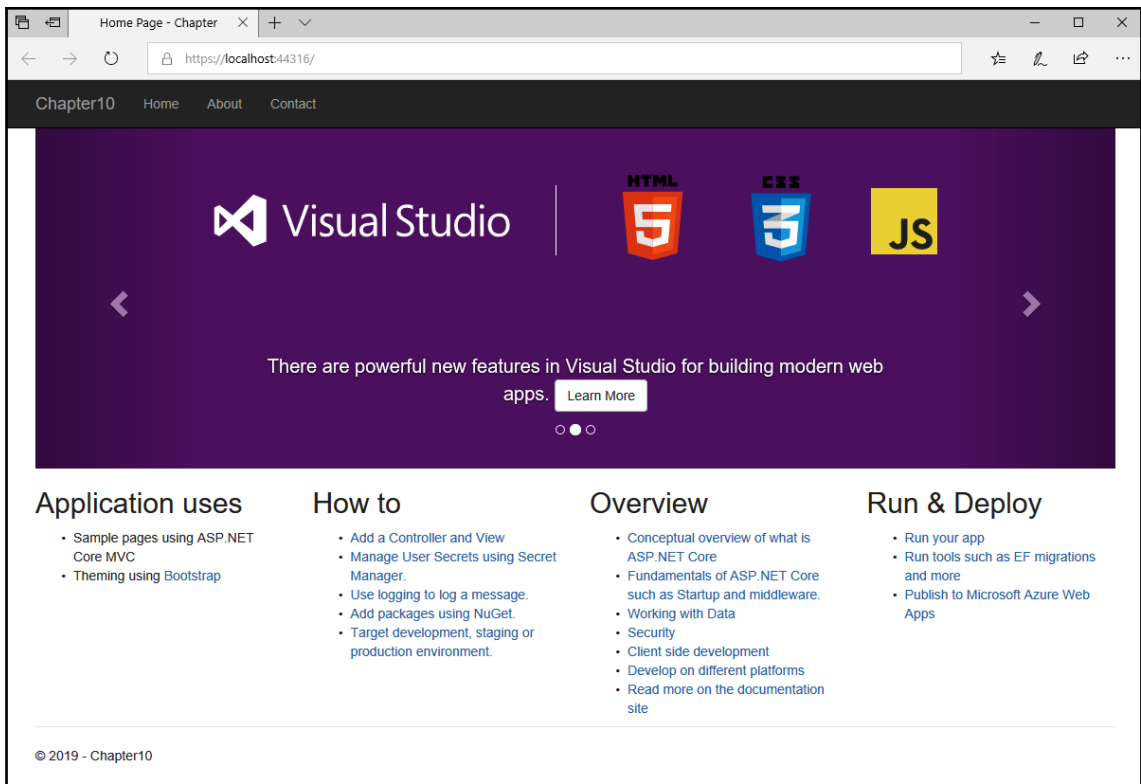 Home Page - Chapter
https://localhost:44316/
Chapter10 Home About Contact
Visual Studio
HTML
5
CSS
3
JS
There are powerful new features in Visual Studio for building modern web
apps. Learn More
Application uses
• Sample pages using ASP.NET
Core MVC
• Theming using Bootstrap
How to
• Add a Controller and View
• Manage User Secrets using Secret
Manager.
• Use logging to log a message.
• Add packages using NuGet.
• Target development, staging or
production environment.
Overview
• Conceptual overview of what is
ASP.NET Core
• Fundamentals of ASP.NET Core
such as Startup and middleware.
• Working with Data
• Security
• Client side development
• Develop on different platforms
• Read more on the documentation
site
Run & Deploy
• Run your app
• Run tools such as EF migrations
and more
• Publish to Microsoft Azure Web
Apps
© 2019 - Chapter10